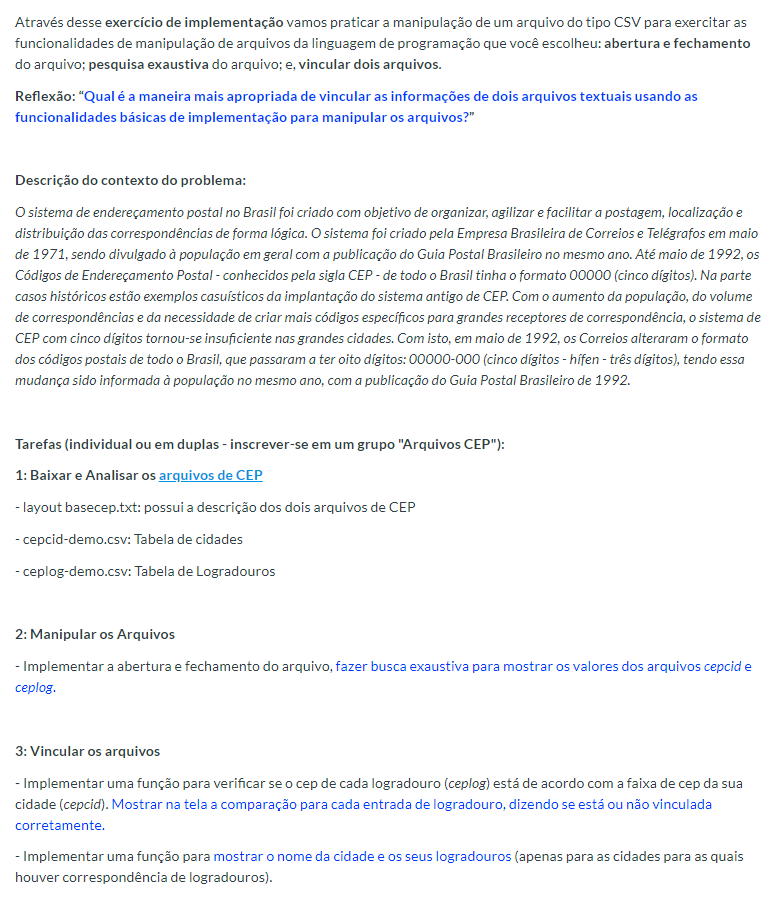 Através desse exercício de implementação vamos praticar a manipulação de um arquivo do tipo CSV para exercitar as
funcionalidades de manipulação de arquivos da linguagem de programação que você escolheu: abertura e fechamento
do arquivo; pesquisa exaustiva do arquivo; e, vincular dois arquivos.
Reflexão: “Qual é a maneira mais apropriada de vincular as informações de dois arquivos textuais usando as
funcionalidades básicas de implementação para manipular os arquivos?”
Descrição do contexto do problema:
O sistema de endereçamento postal no Brasil foi criado com objetivo de organizar, agilizar e facilitar a postagem, localização e
distribuição das correspondências de forma lógica. O sistema foi criado pela Empresa Brasileira de Correios e Telégrafos em maio
de 1971, sendo divulgado à população em geral com a publicação do Guia Postal Brasileiro no mesmo ano. Até maio de 1992, os
Códigos de Endereçamento Postal - conhecidos pela sigla CEP - de todo o Brasil tinha o formato 00000 (cinco dígitos). Na parte
casos históricos estão exemplos casuísticos da implantação do sistema antigo de CEP. Com o aumento da população, do volume
de correspondências e da necessidade de criar mais códigos específicos para grandes receptores de correspondência, o sistema de
CEP com cinco dígitos tornou-se insuficiente nas grandes cidades. Com isto, em maio de 1992, os Correios alteraram o formato
dos códigos postais de todo o Brasil, que passaram a ter oito dígitos: 00000-000 (cinco dígitos - hífen - três dígitos), tendo essa
mudança sido informada à população no mesmo ano, com a publicação do Guia Postal Brasileiro de 1992.
Tarefas (individual ou em duplas - inscrever-se em um grupo "Arquivos CEP"):
1: Baixar e Analisar os arquivos de CEP
- layout basecep.txt: possui a descrição dos dois arquivos de CEP
- cepcid-demo.csv: Tabela de cidades
- ceplog-demo.csv: Tabela de Logradouros
2: Manipular os Arquivos
- Implementar a abertura e fechamento do arquivo, fazer busca exaustiva para mostrar os valores dos arquivos cepcid e
ceplog.
3: Vincular os arquivos
- Implementar uma função para verificar se o cep de cada logradouro (ceplog) está de acordo com a faixa de cep da sua
cidade (cepcid). Mostrar na tela a comparação para cada entrada de logradouro, dizendo se está ou não vinculada
corretamente.
- Implementar uma função para mostrar o nome da cidade e os seus logradouros (apenas para as cidades para as quais
houver correspondência de logradouros).